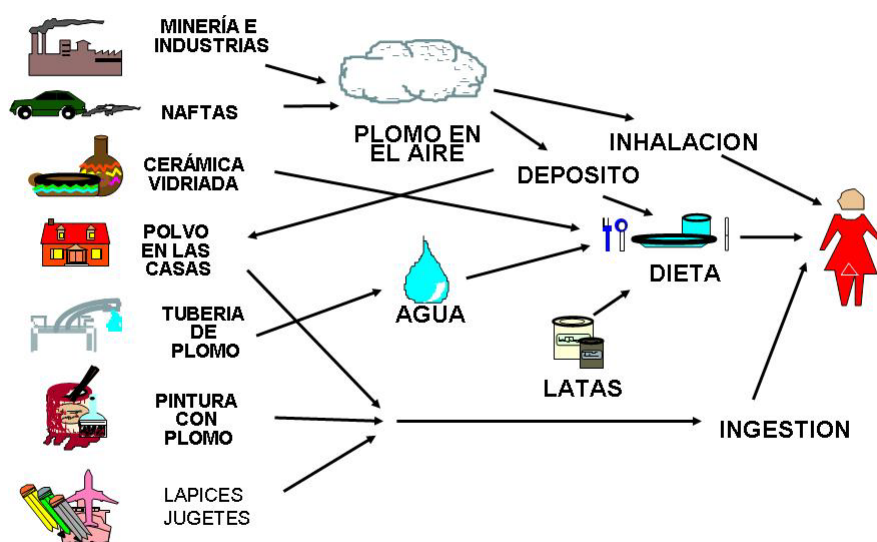 MINERÍA E
INDUSTRIAS
NAFTAS
CERÁMICA
VIDRIADA
POLVO
EN LAS
CASAS
TUBERIA
DE
PLOMO
PINTURA
CON
PLOMO
LAPICES
JUGETES
PLOMO EN
EL AIRE
DEPOSITO
INHALACION
AGUA
DIETA
LATAS
INGESTION